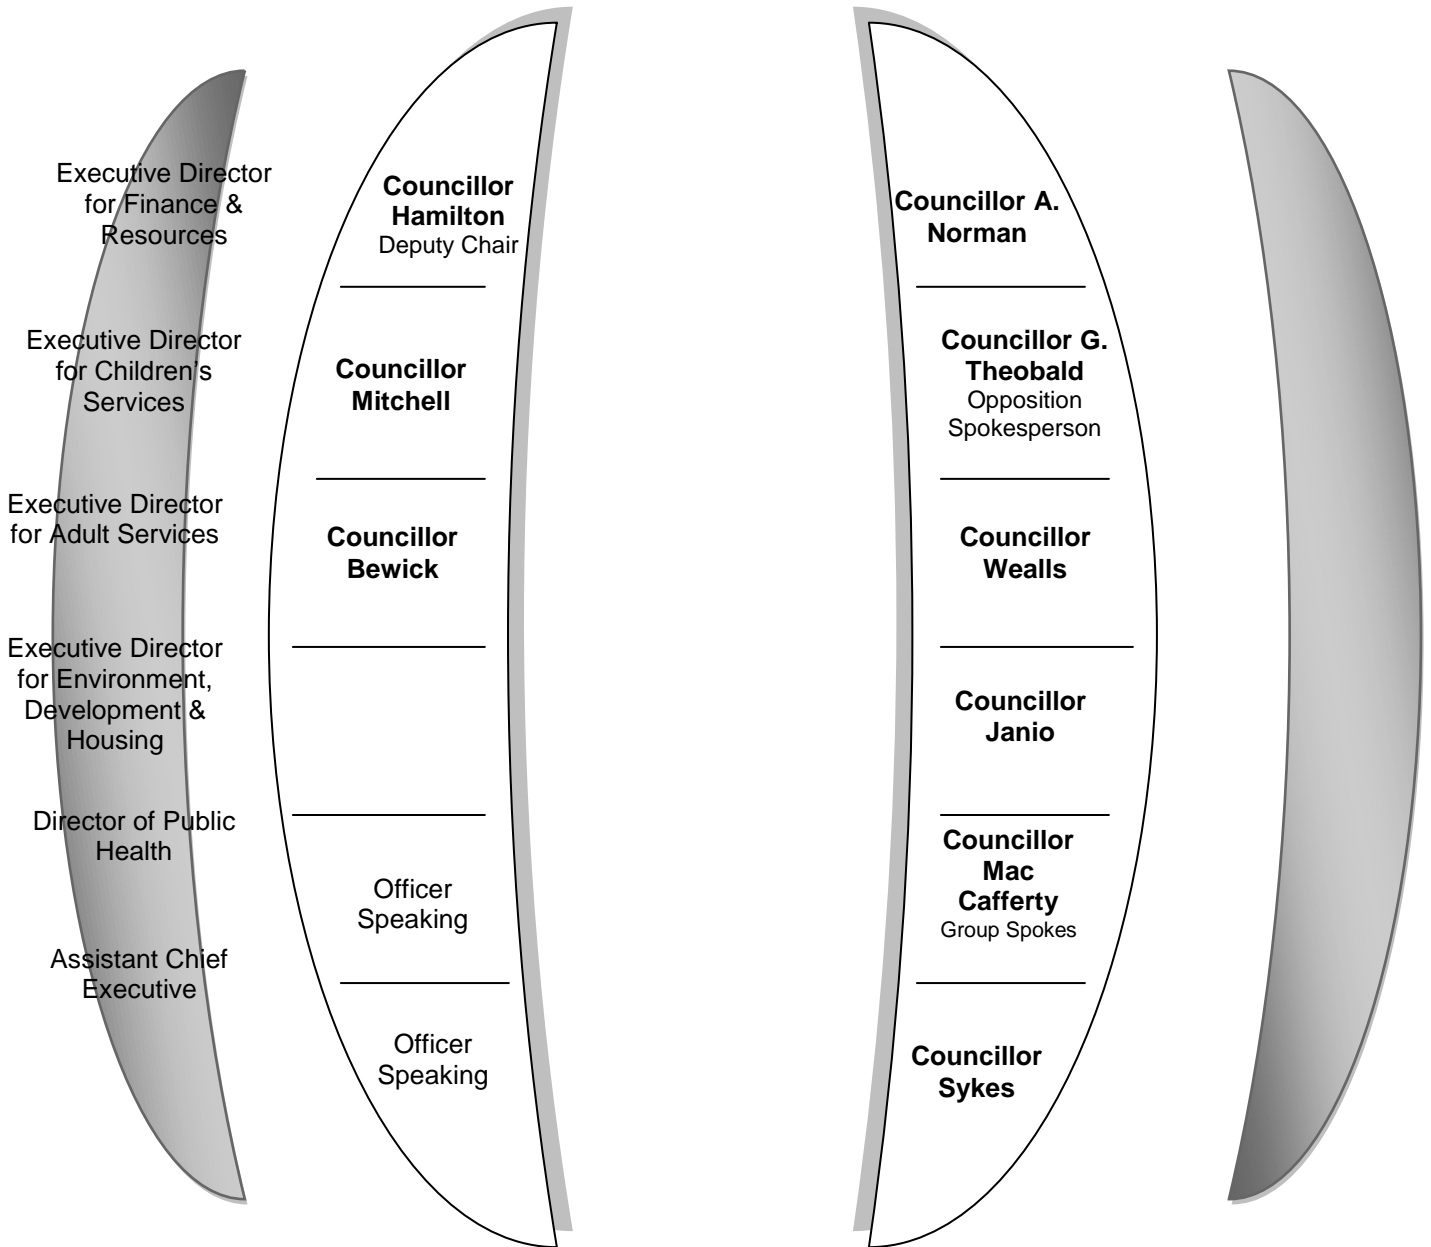 Executive Director
for Finance &
Resources
Executive Director
for Children's
Services
Executive Director
for Adult Services
Executive Director
for Environment,
Development &
Housing
Director of Public
Health
Assistant Chief
Executive
Councillor
Hamilton
Deputy Chair
Councillor
Mitchell
Councillor
Bewick
Officer
Speaking
Officer
Speaking
Councillor A.
Norman
Councillor G.
Theobald
Opposition
Spokesperson
Councillor
Wealls
Councillor
Janio
Councillor
Mac
Cafferty
Group Spokes
Councillor
Sykes